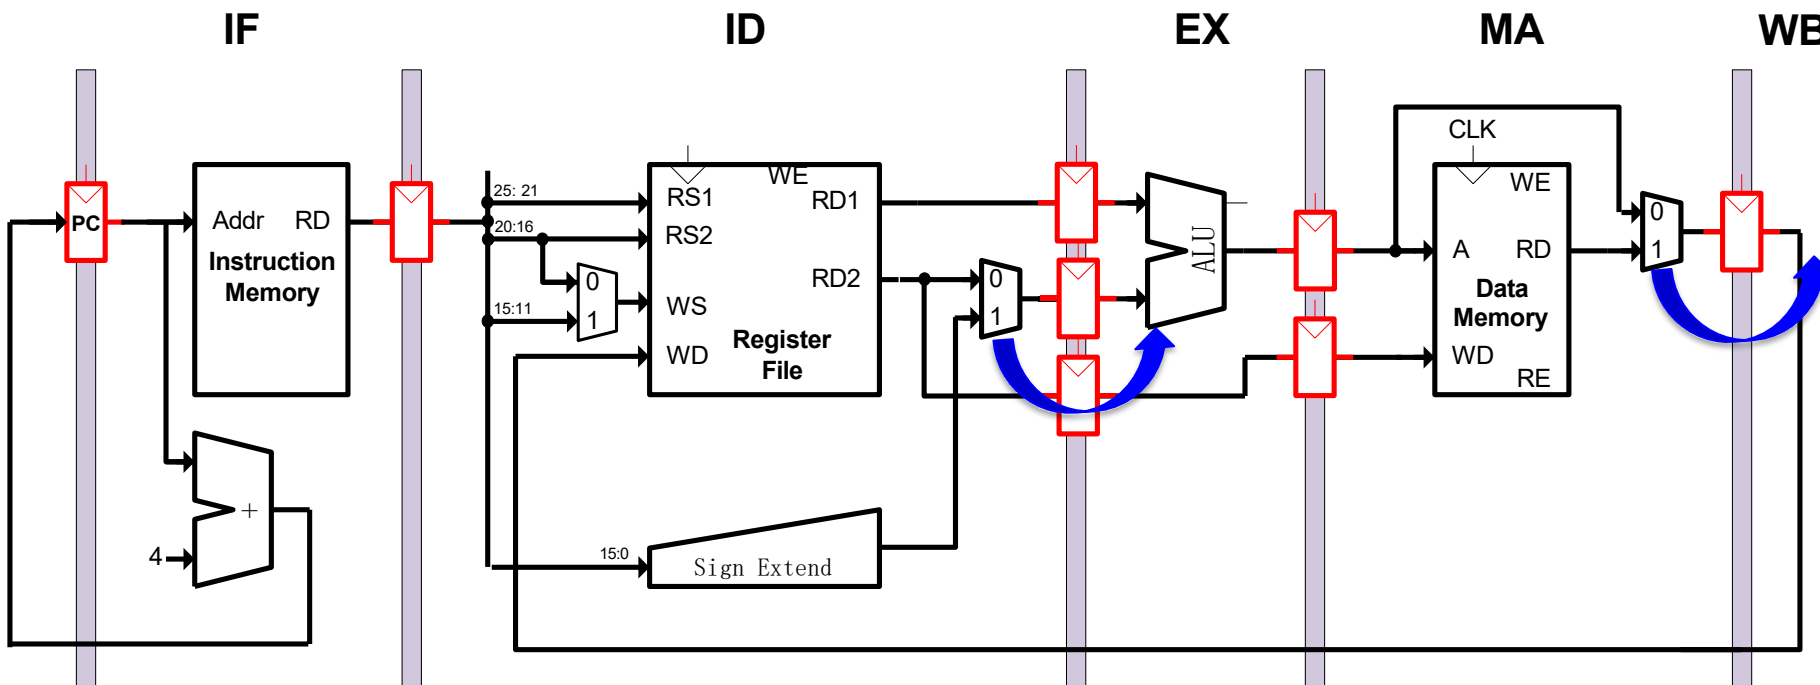 IF
ID
EX
MA
WB
CLK
WE
WE
25: 21
RS1
RD1
0
PC
Addr
RD
20:16
RS2
ALU
A
RD
1
Instruction
Memory
0
RD2
0
Data
Memory
15:11
1
WS
1
Register
File
WD
WD
RE
+
4
15:0
Sign Extend